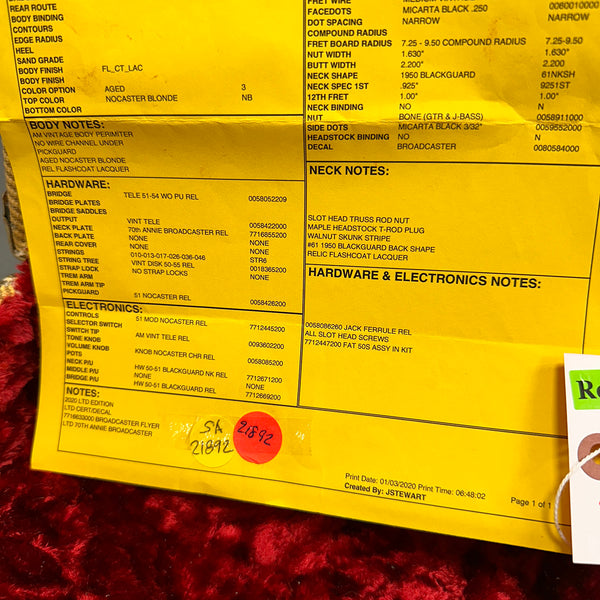 REAR ROUTE
BODY BINDING
CONTOURS
EDGE RADIUS
HEEL
SAND GRADE
BODY FINISH FL_CT_LAC
BODY FINISH
COLOR OPTION AGED 3
TOP COLOR NOCASTER BLONDE NB
BOTTOM COLOR
BODY NOTES:
AM VINTAGE BODY PERIMITER
NO WIRE CHANNEL UNDER
PICKGUARD
AGED NOCASTER BLONDE
REL FLASHCOAT LACQUER
HARDWARE:
BRIDGE TELE 51-54 WO PU REL 0058052209
BRIDGE PLATES
BRIDGE SADDLES
OUTPUT VINT TELE 0058422000
NECK PLATE 70th ANNIE BROADCASTER REL 7716855200
BACK PLATE NONE NONE
REAR COVER NONE NONE
STRINGS 010-013-017-026-036-046 STR6
STRING TREE VINT DISK 50-55 REL 0018365200
STRAP LOCK NO STRAP LOCKS NONE
TREM ARM NONE
TREM ARM TIP
PICKGUARD 51 NOCASTER REL 0058426200
ELECTRONICS:
CONTROLS 51 MOD NOCASTER REL 7712445200
SELECTOR SWITCH
SWITCH TIP AM VINT TELE REL 0093602200
TONE KNOB
VOLUME KNOB KNOB NOCASTER CHR REL 0058085200
POTS
NECK P/U HW 50-51 BLACKGUARD NK REL 7712671200
MIDDLE P/U NONE NONE
BRIDGE P/U HW 50-51 BLACKGUARD REL 7712669200
NOTES:
2020 LTD EDITION
LTD CERT/DECAL
7716633000 BROADCASTER FLYER
LTD 70TH ANNIE BROADCASTER
SA
21892
21892
FRET WIRE
FACEDOTS MICARTA BLACK .250 0060010000
DOT SPACING NARROW NARROW
COMPOUND RADIUS
FRET BOARD RADIUS 7.25 - 9.50 COMPOUND RADIUS 7.25-9.50
NUT WIDTH 1.630" 1.630"
BUTT WIDTH 2.200" 2.200"
NECK SHAPE 1950 BLACKGUARD 61NKSH
NECK SPEC 1ST .925" 9251ST
12TH FRET 1.00" 1.00"
NECK BINDING NO N
NUT BONE (GTR & J-BASS) 0058911000
SIDE DOTS MICARTA BLACK 3/32" 0059552000
HEADSTOCK BINDING NO N
DECAL BROADCASTER 0080584000
NECK NOTES:
SLOT HEAD TRUSS ROD NUT
MAPLE HEADSTOCK T-ROD PLUG
WALNUT SKUNK STRIPE
#61 1950 BLACKGUARD BACK SHAPE
RELIC FLASHCOAT LACQUER
HARDWARE & ELECTRONICS NOTES:
0058086260 JACK FERRULE REL
ALL SLOT HEAD SCREWS
7712447200 FAT 50S ASSY IN KIT
Print Date: 01/03/2020 Print Time: 06:48:02
Created By: JSTEWART
Page 1 of 1